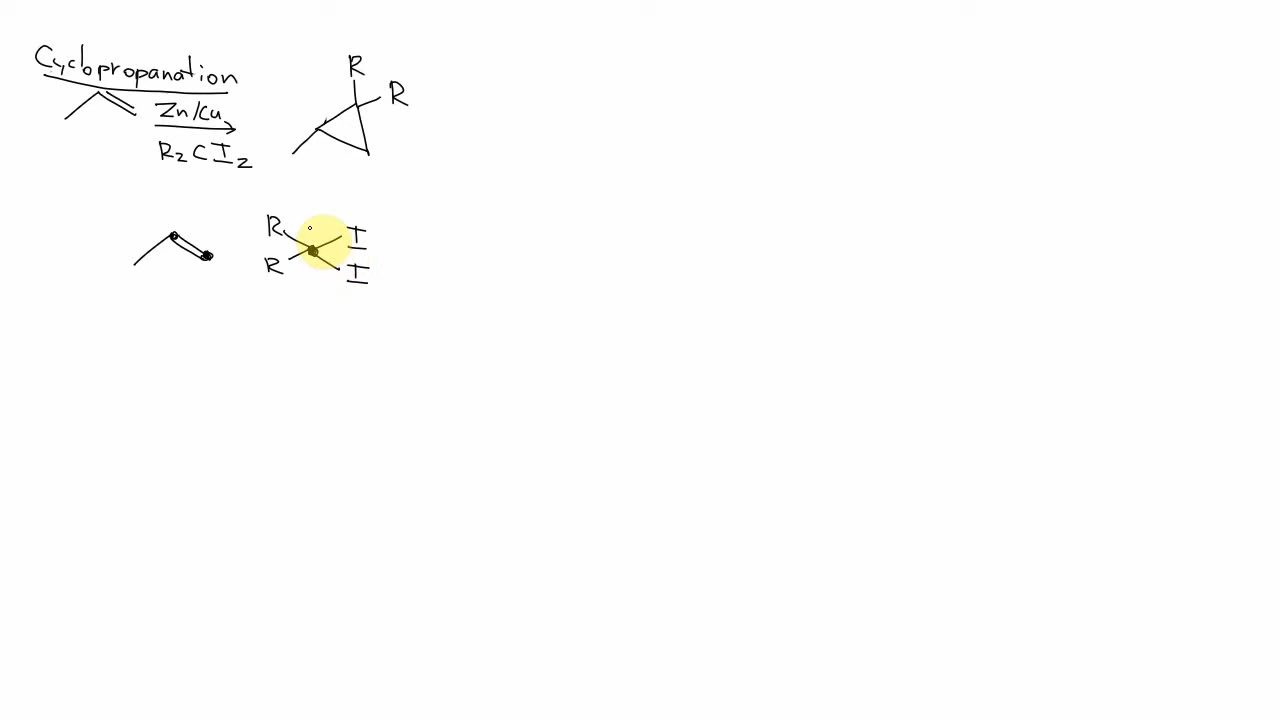 Cyclopropanation
R
R
Zn/Cu
R2CI2
R I
R I